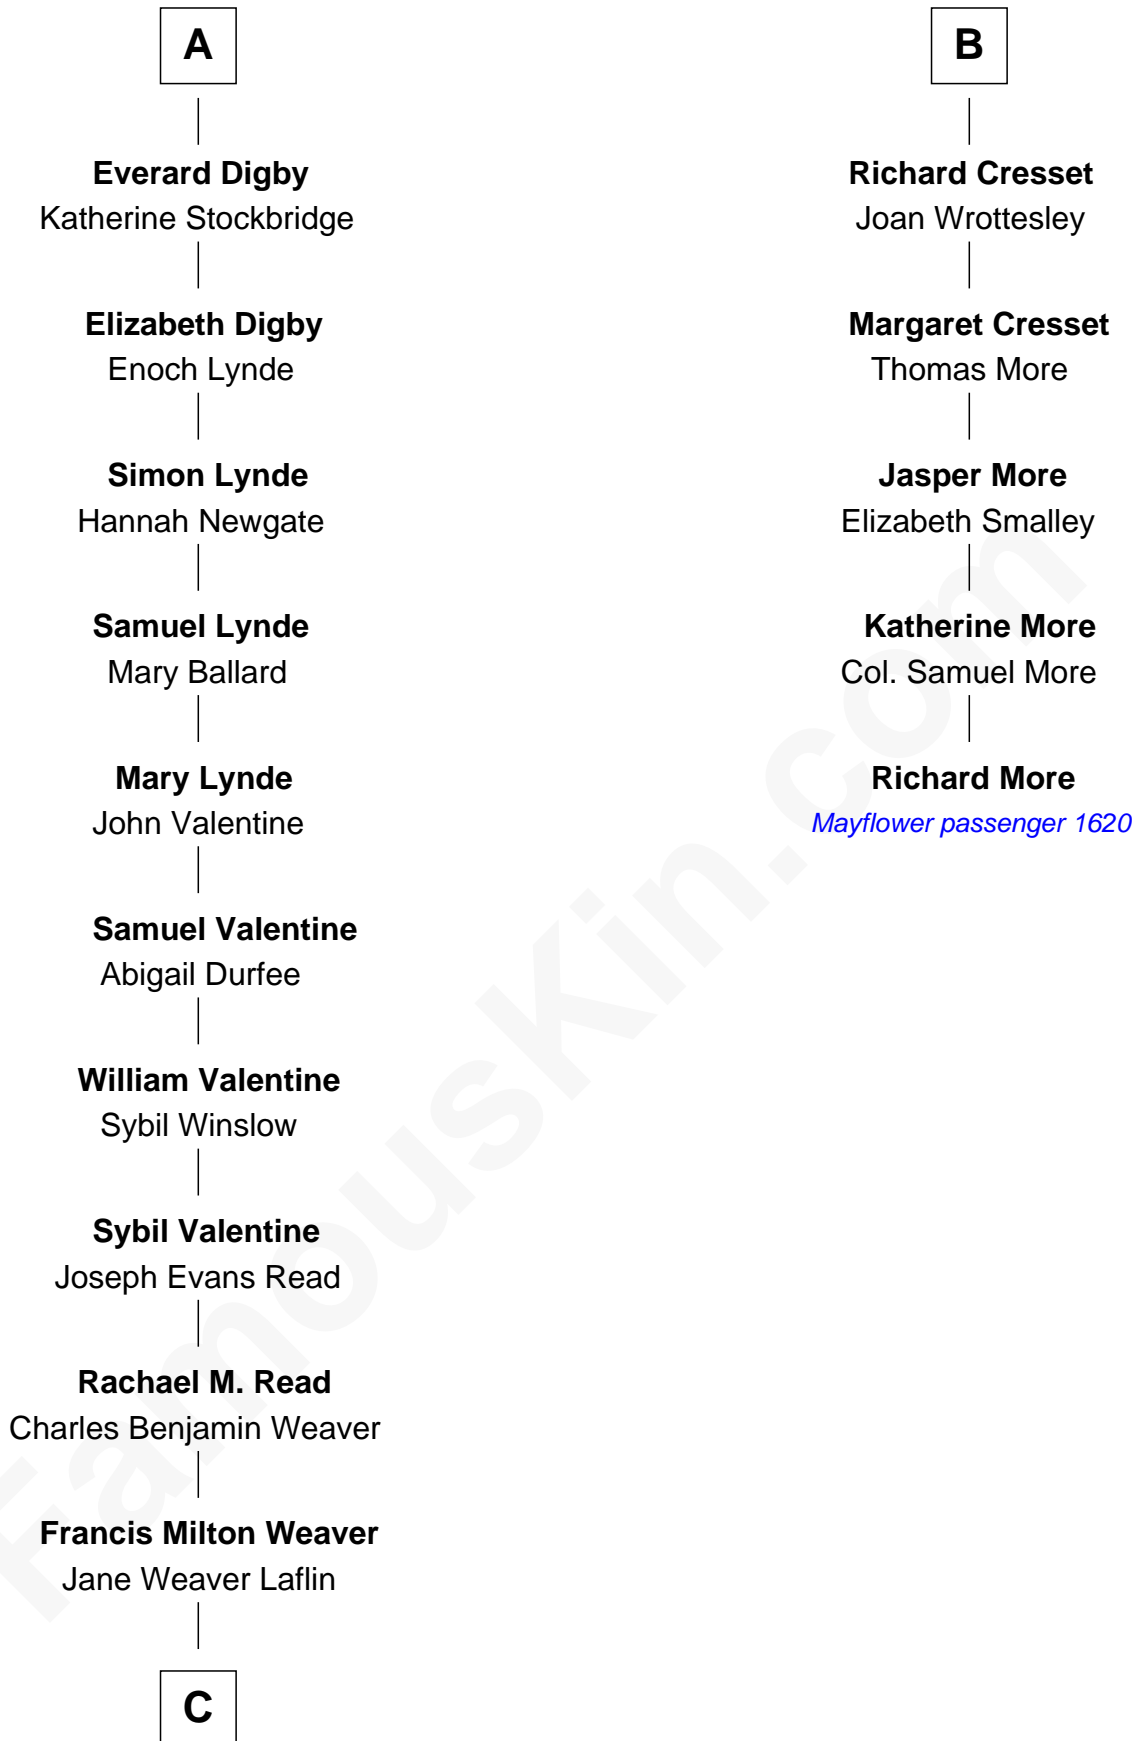 A
Everard Digby
Katherine Stockbridge
Elizabeth Digby
Enoch Lynde
Simon Lynde
Hannah Newgate
Samuel Lynde
Mary Ballard
Mary Lynde
John Valentine
Samuel Valentine
Abigail Durfee
William Valentine
Sybil Winslow
Sybil Valentine
Joseph Evans Read
Rachael M. Read
Charles Benjamin Weaver
Francis Milton Weaver
Jane Weaver Laflin
C
B
Richard Cresset
Joan Wrottesley
Margaret Cresset
Thomas More
Jasper More
Elizabeth Smalley
Katherine More
Col. Samuel More
Richard More
Mayflower passenger 1620
FamousKin.com